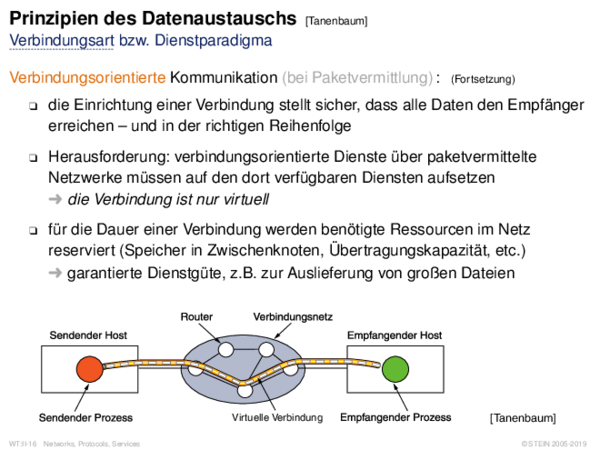 Prinzipien des Datenaustauschs [Tanenbaum]
Verbindungsart bzw. Dienstparadigma
Verbindungsorientierte Kommunikation (bei Paketvermittlung) : (Fortsetzung)
❑ die Einrichtung einer Verbindung stellt sicher, dass alle Daten den Empfänger
erreichen – und in der richtigen Reihenfolge
❑ Herausforderung: verbindungsorientierte Dienste über paketvermittelte
Netzwerke müssen auf den dort verfügbaren Diensten aufsetzen
➜ die Verbindung ist nur virtuell
❑ für die Dauer einer Verbindung werden benötigte Ressourcen im Netz
reserviert (Speicher in Zwischenknoten, Übertragungskapazität, etc.)
➜ garantierte Dienstgüte, z.B. zur Auslieferung von großen Dateien
Router Verbindungsnetz
Sendender Host Empfangender Host
Sendender Prozess Virtuelle Verbindung Empfangender Prozess [Tanenbaum]
WT:II-16 Networks, Protocols, Services © STEIN 2005-2019